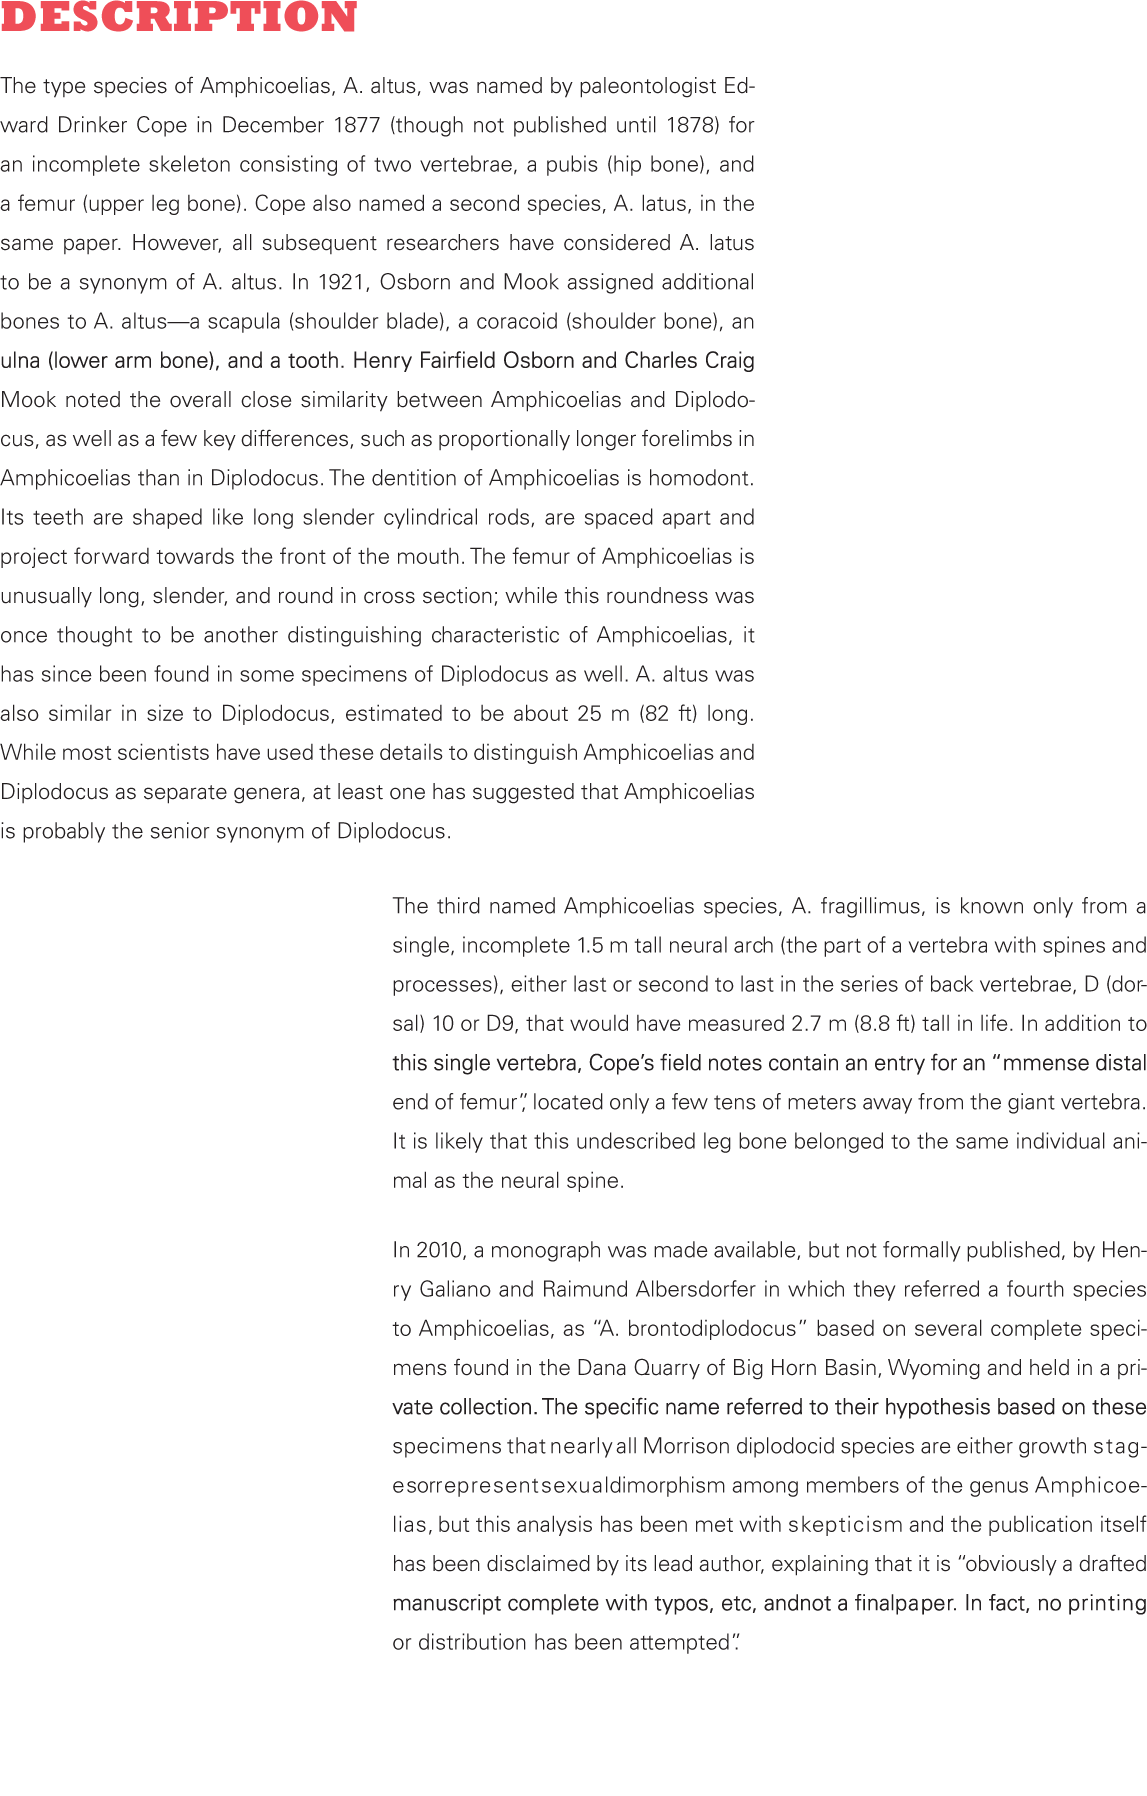 DESCRIPTION
The type species of Amphicoelias, A. altus, was named by paleontologist Ed-
ward Drinker Cope in December 1877 (though not published until 1878) for
an incomplete skeleton consisting of two vertebrae, a pubis (hip bone), and
a femur (upper leg bone). Cope also named a second species, A. latus, in the
same paper. However, all subsequent researchers have considered A. latus
to be a synonym of A. altus. In 1921, Osborn and Mook assigned additional
bones to A. altus—a scapula (shoulder blade), a coracoid (shoulder bone), an
ulna (lower arm bone), and a tooth. Henry Fairfield Osborn and Charles Craig
Mook noted the overall close similarity between Amphicoelias and Diplodo-
cus, as well as a few key differences, such as proportionally longer forelimbs in
Amphicoelias than in Diplodocus. The dentition of Amphicoelias is homodont.
Its teeth are shaped like long slender cylindrical rods, are spaced apart and
project forward towards the front of the mouth. The femur of Amphicoelias is
unusually long, slender, and round in cross section; while this roundness was
once thought to be another distinguishing characteristic of Amphicoelias, it
has since been found in some specimens of Diplodocus as well. A. altus was
also similar in size to Diplodocus, estimated to be about 25 m (82 ft) long.
While most scientists have used these details to distinguish Amphicoelias and
Diplodocus as separate genera, at least one has suggested that Amphicoelias
is probably the senior synonym of Diplodocus.
The third named Amphicoelias species, A. fragillimus, is known only from a
single, incomplete 1.5 m tall neural arch (the part of a vertebra with spines and
processes), either last or second to last in the series of back vertebrae, D (dor-
sal) 10 or D9, that would have measured 2.7 m (8.8 ft) tall in life. In addition to
this single vertebra, Cope’s field notes contain an entry for an “mmense distal
end of femur”, located only a few tens of meters away from the giant vertebra.
It is likely that this undescribed leg bone belonged to the same individual ani-
mal as the neural spine.
In 2010, a monograph was made available, but not formally published, by Hen-
ry Galiano and Raimund Albersdorfer in which they referred a fourth species
to Amphicoelias, as “A. brontodiplodocus” based on several complete speci-
mens found in the Dana Quarry of Big Horn Basin, Wyoming and held in a pri-
vate collection. The specific name referred to their hypothesis based on these
specimens that nearly all Morrison diplodocid species are either growth stag-
esorrepresentsexualdimorphism among members of the genus Amphicoe-
lias, but this analysis has been met with skepticism and the publication itself
has been disclaimed by its lead author, explaining that it is “obviously a drafted
manuscript complete with typos, etc, andnot a finalpaper. In fact, no printing
or distribution has been attempted”.